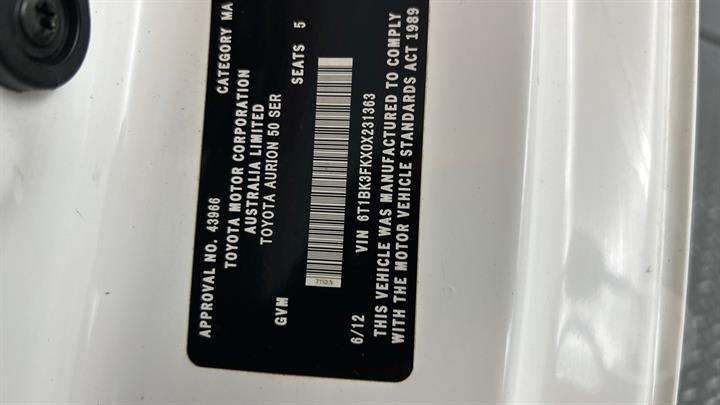 APPROVAL NO. 43966 CATEGORY MA
TOYOTA MOTOR CORPORATION
AUSTRALIA LIMITED
TOYOTA AURION 50 SER
GVM SEATS 5
6/12 VIN 6T1BK3FKX0X231363
THIS VEHICLE WAS MANUFACTURED TO COMPLY
WITH THE MOTOR VEHICLE STANDARDS ACT 1989